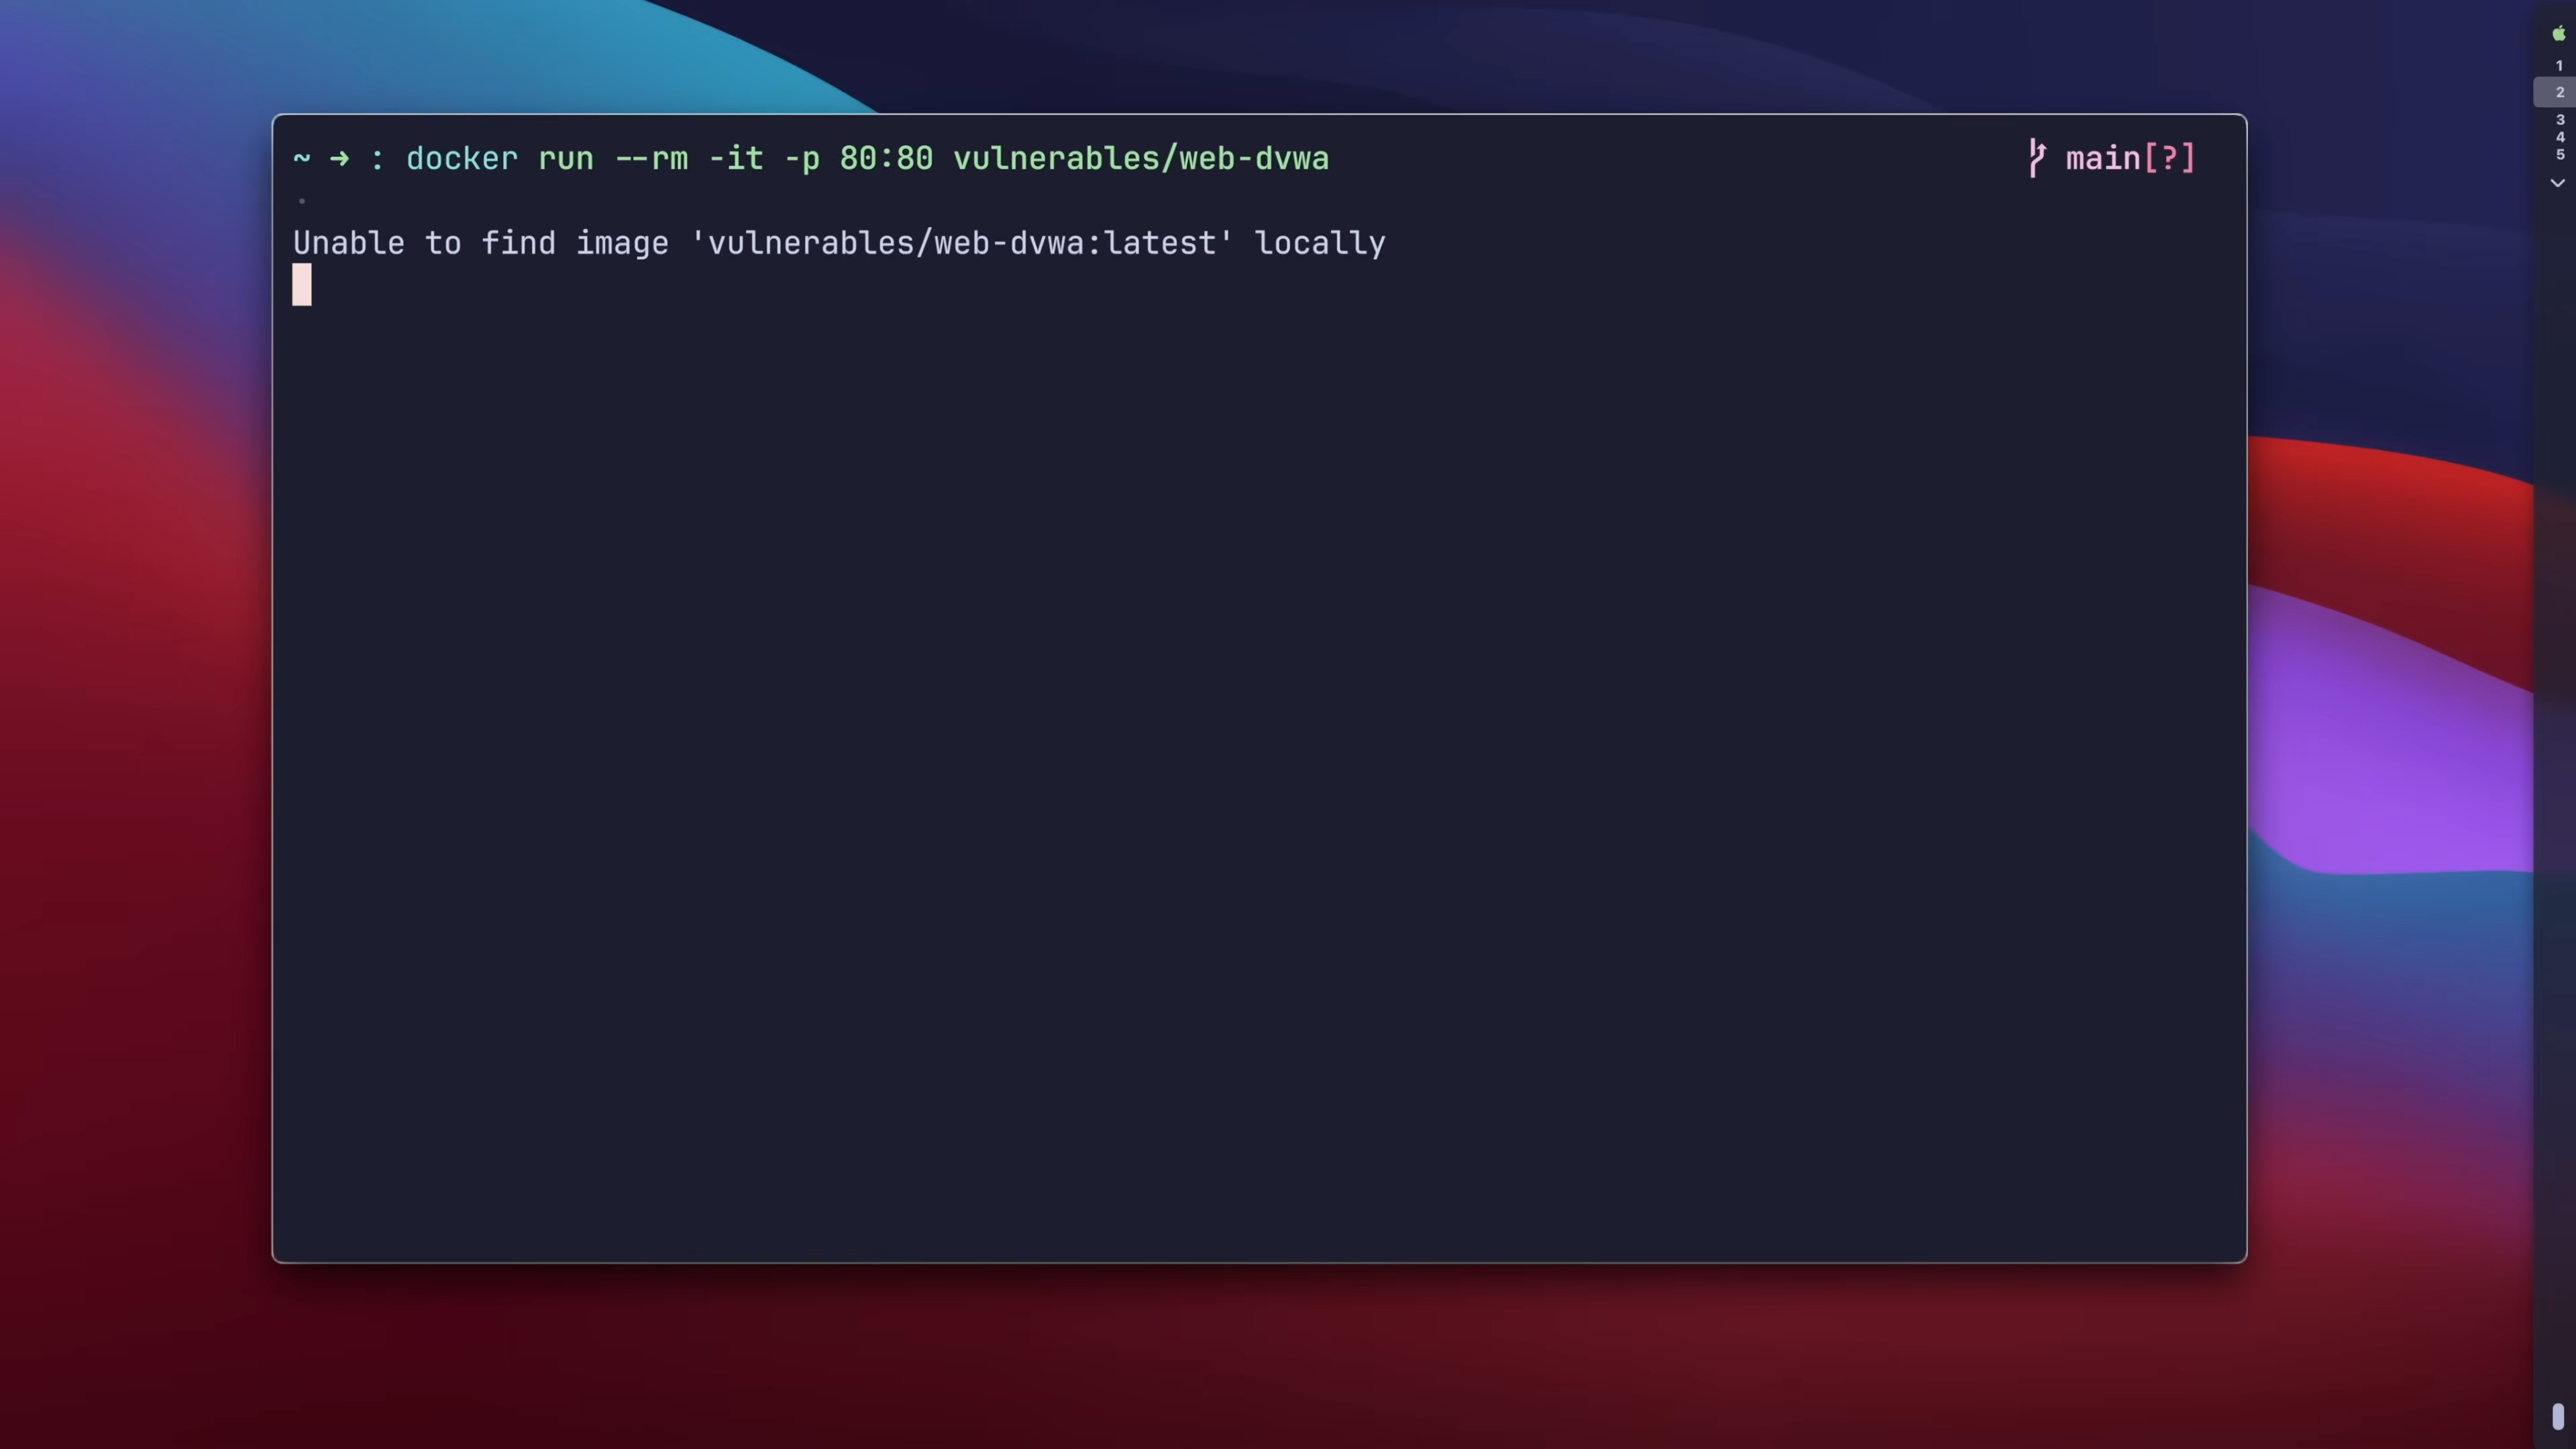 ~ ➜ : docker run --rm -it -p 80:80 vulnerables/web-dvwa main[?]
Unable to find image 'vulnerables/web-dvwa:latest' locally
1
2
3
4
5